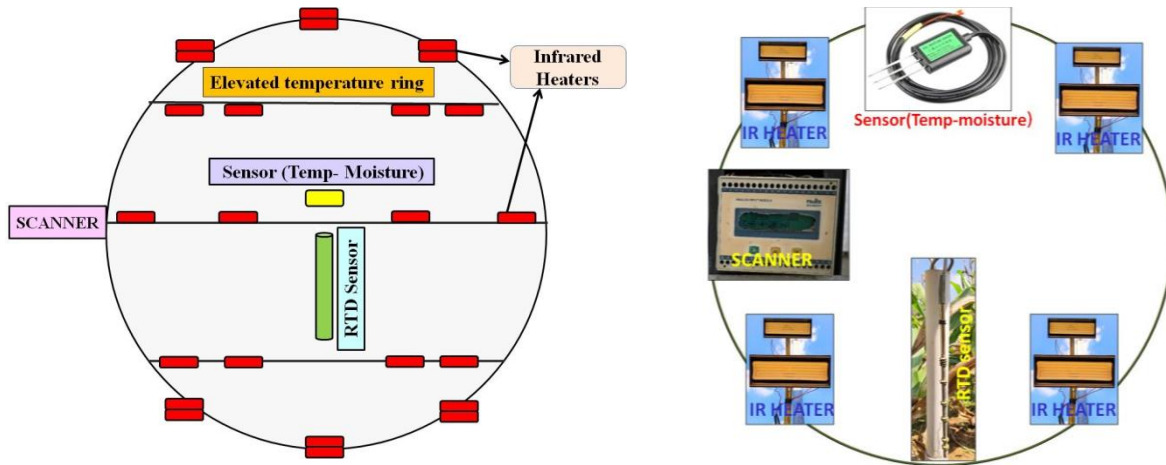 Infrared
Heaters
Elevated temperature ring
Sensor (Temp- Moisture)
SCANNER
RTD Sensor
Sensor(Temp-moisture)
IR HEATER
IR HEATER
SCANNER
RTD sensor
IR HEATER
IR HEATER